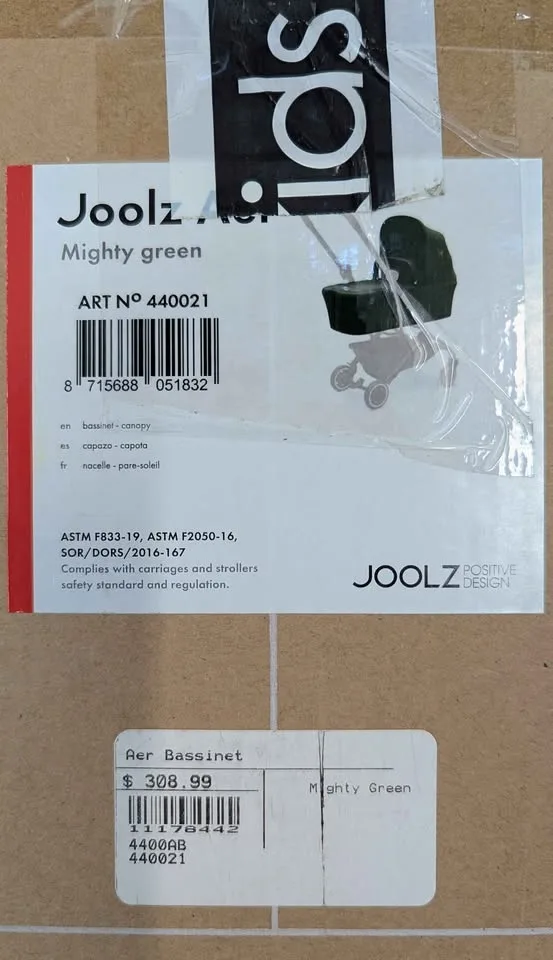 kids
Joolz Aer
Mighty green
ART Nº 440021
8 715688 051832
en bassinet - canopy
es capazo - capota
fr nacelle - pare-soleil
ASTM F833-19, ASTM F2050-16,
SOR/DORS/2016-167
Complies with carriages and strollers
safety standard and regulation.
JOOLZ POSITIVE
DESIGN
Aer Bassinet
$ 308.99
Mighty Green
11178442
4400AB
440021